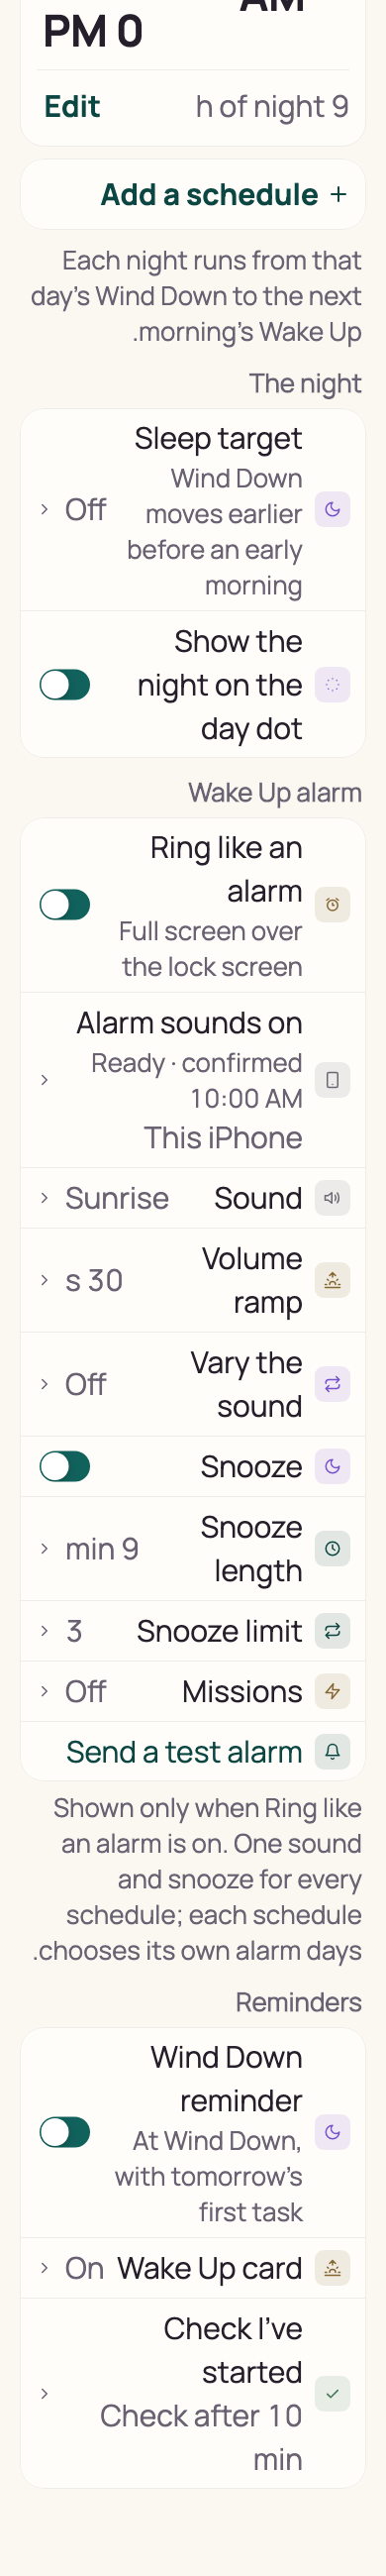 AM
PM 0
Edit
h of night 9
Add a schedule +
Each night runs from that
day's Wind Down to the next
.morning's Wake Up
The night
Sleep target
Wind Down
moves earlier
before an early
morning
Off
Show the
night on the
day dot
Wake Up alarm
Ring like an
alarm
Full screen over
the lock screen
Alarm sounds on
Ready · confirmed
10:00 AM
This iPhone
Sound
Sunrise
Volume
ramp
s 30
Vary the
sound
Off
Snooze
Snooze
length
min 9
Snooze limit
3
Missions
Off
Send a test alarm
Shown only when Ring like
an alarm is on. One sound
and snooze for every
schedule; each schedule
.chooses its own alarm days
Reminders
Wind Down
reminder
At Wind Down,
with tomorrow's
first task
Wake Up card
On
Check I've
started
Check after 10
min